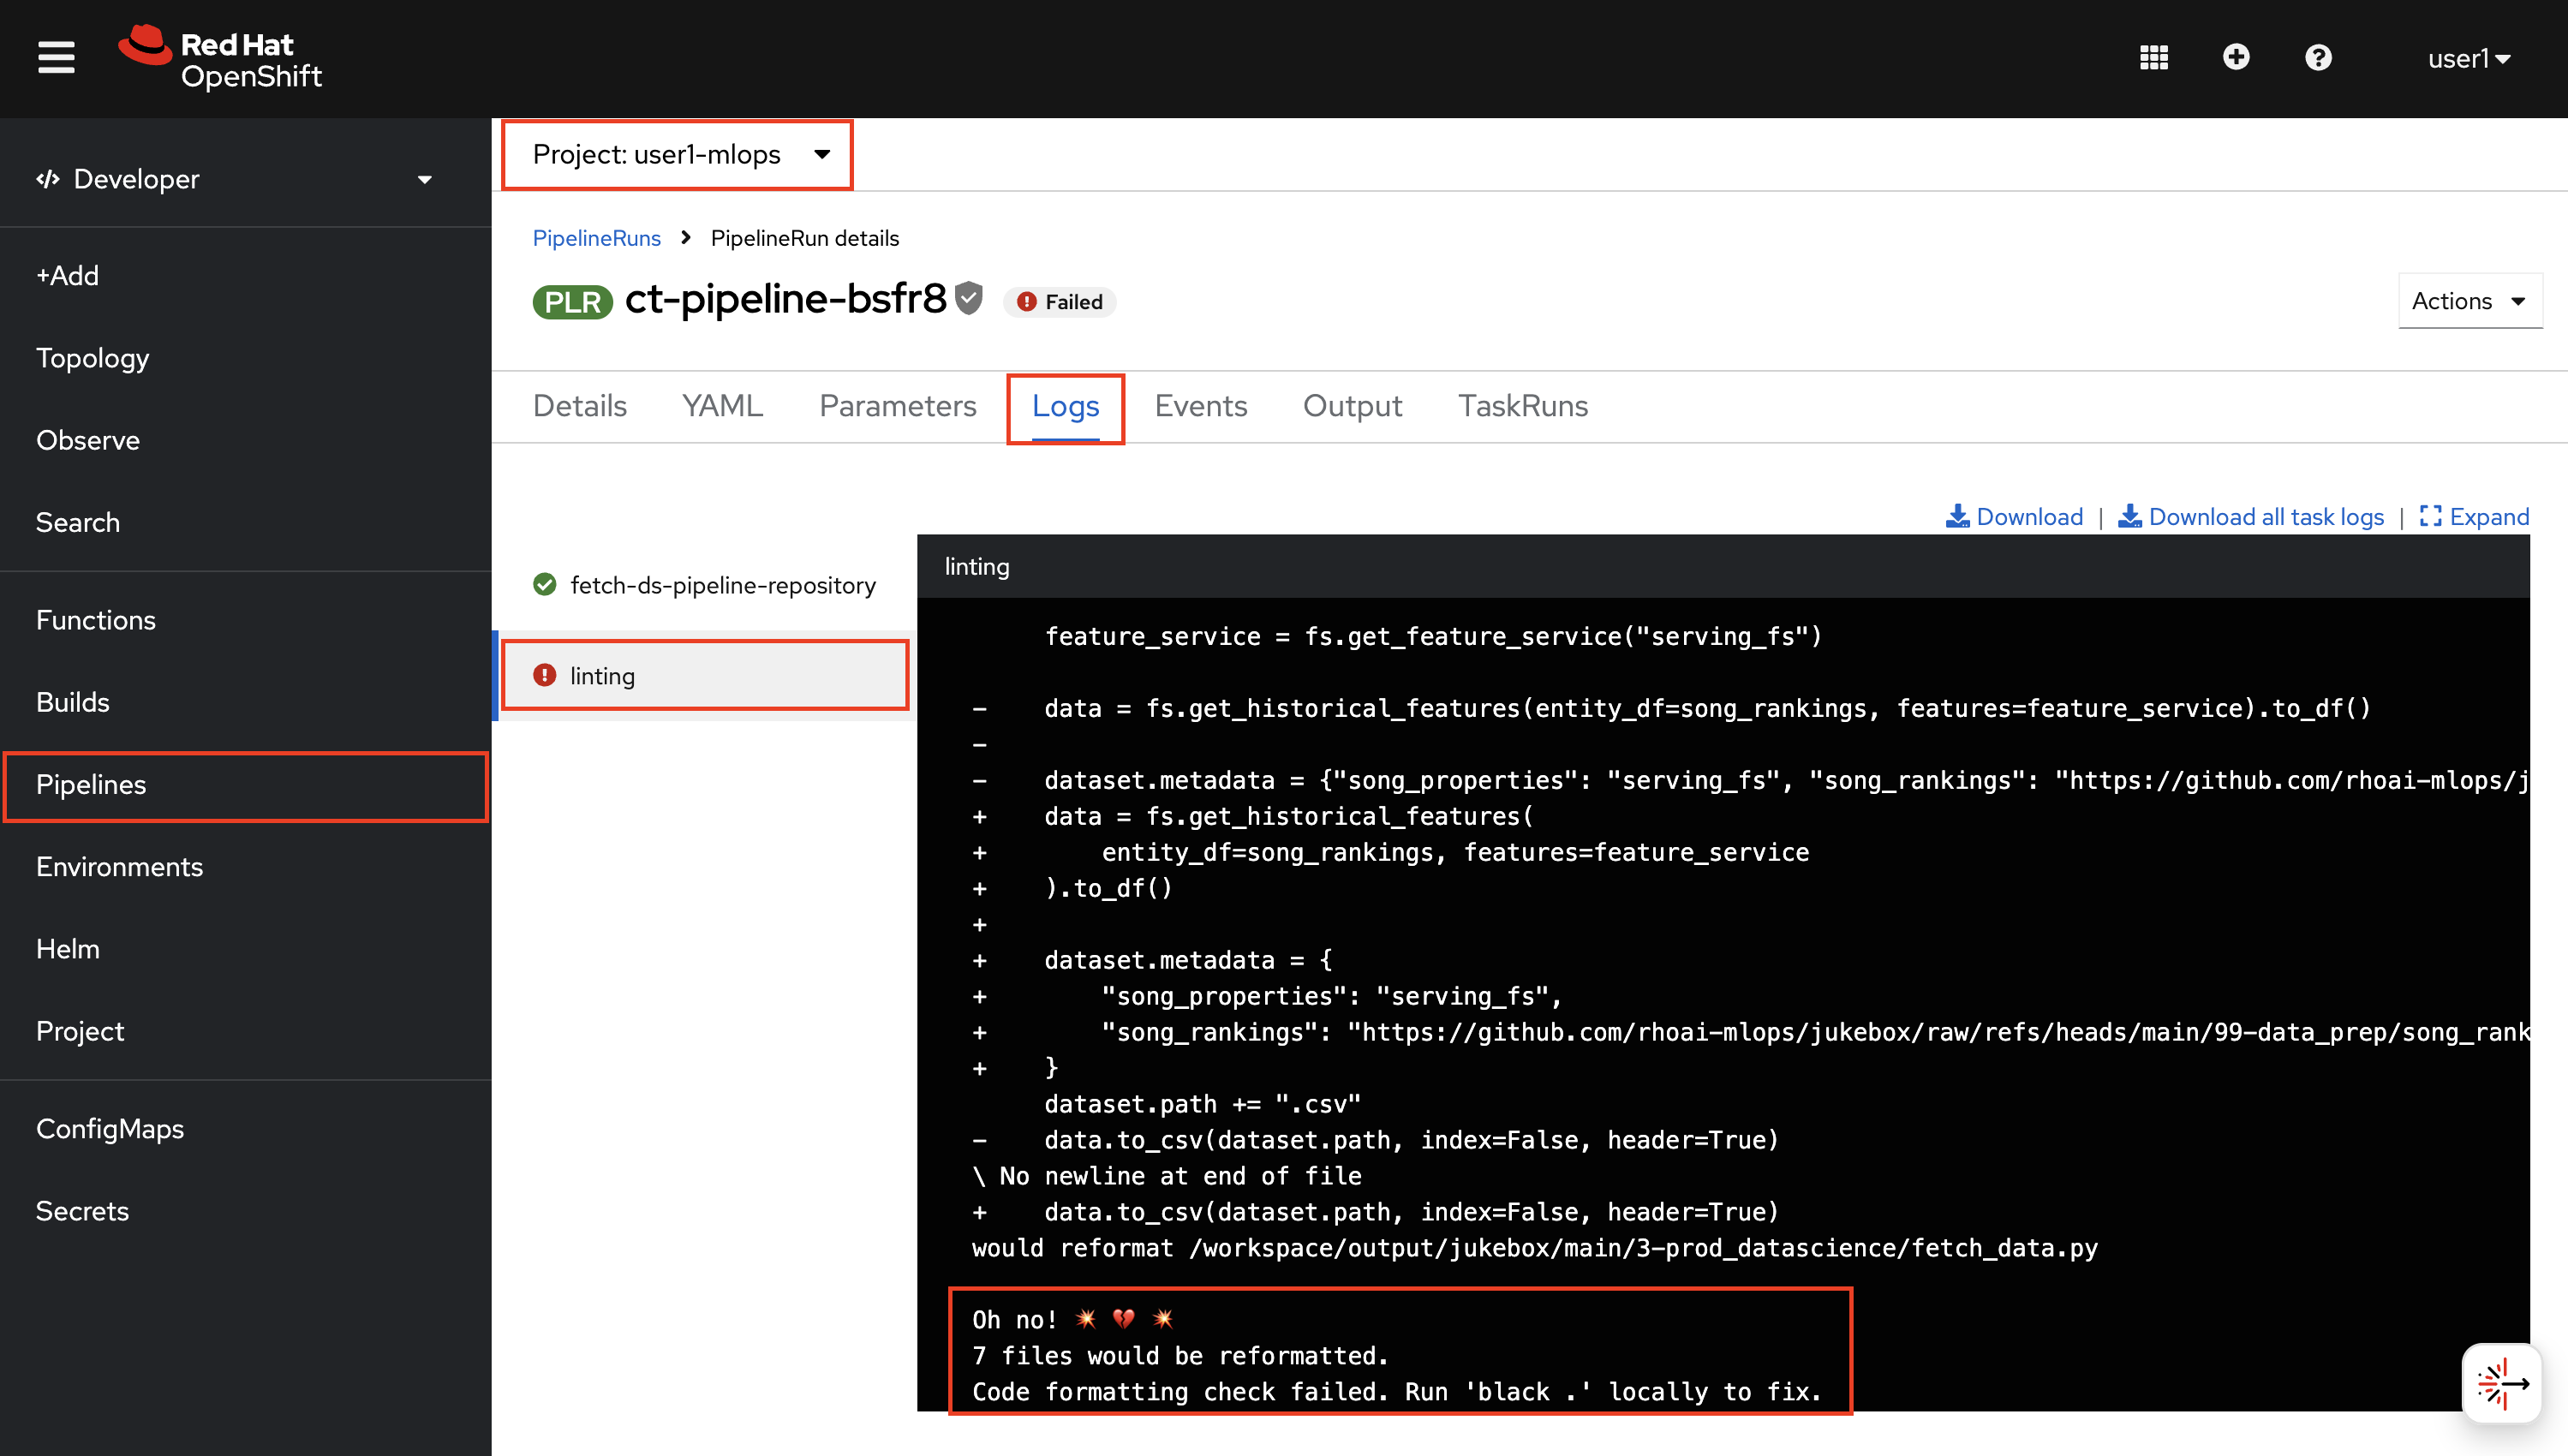 Red Hat
OpenShift
user1
Developer
+Add
Topology
Observe
Search
Functions
Builds
Pipelines
Environments
Helm
Project
ConfigMaps
Secrets
Project: user1-mlops
PipelineRuns > PipelineRun details
PLR ct-pipeline-bsfr8 Failed
Actions
Details YAML Parameters Logs Events Output TaskRuns
Download | Download all task logs | Expand
fetch-ds-pipeline-repository
linting
linting
    feature_service = fs.get_feature_service("serving_fs")
-    data = fs.get_historical_features(entity_df=song_rankings, features=feature_service).to_df()
-
-    dataset.metadata = {"song_properties": "serving_fs", "song_rankings": "https://github.com/rhoai-mlops/j
+    data = fs.get_historical_features(
+        entity_df=song_rankings, features=feature_service
+    ).to_df()
+
+    dataset.metadata = {
+        "song_properties": "serving_fs",
+        "song_rankings": "https://github.com/rhoai-mlops/jukebox/raw/refs/heads/main/99-data_prep/song_rank
+    }
    dataset.path += ".csv"
-    data.to_csv(dataset.path, index=False, header=True)
\ No newline at end of file
+    data.to_csv(dataset.path, index=False, header=True)
would reformat /workspace/output/jukebox/main/3-prod_datascience/fetch_data.py
Oh no! 💥 💔 💥
7 files would be reformatted.
Code formatting check failed. Run 'black .' locally to fix.